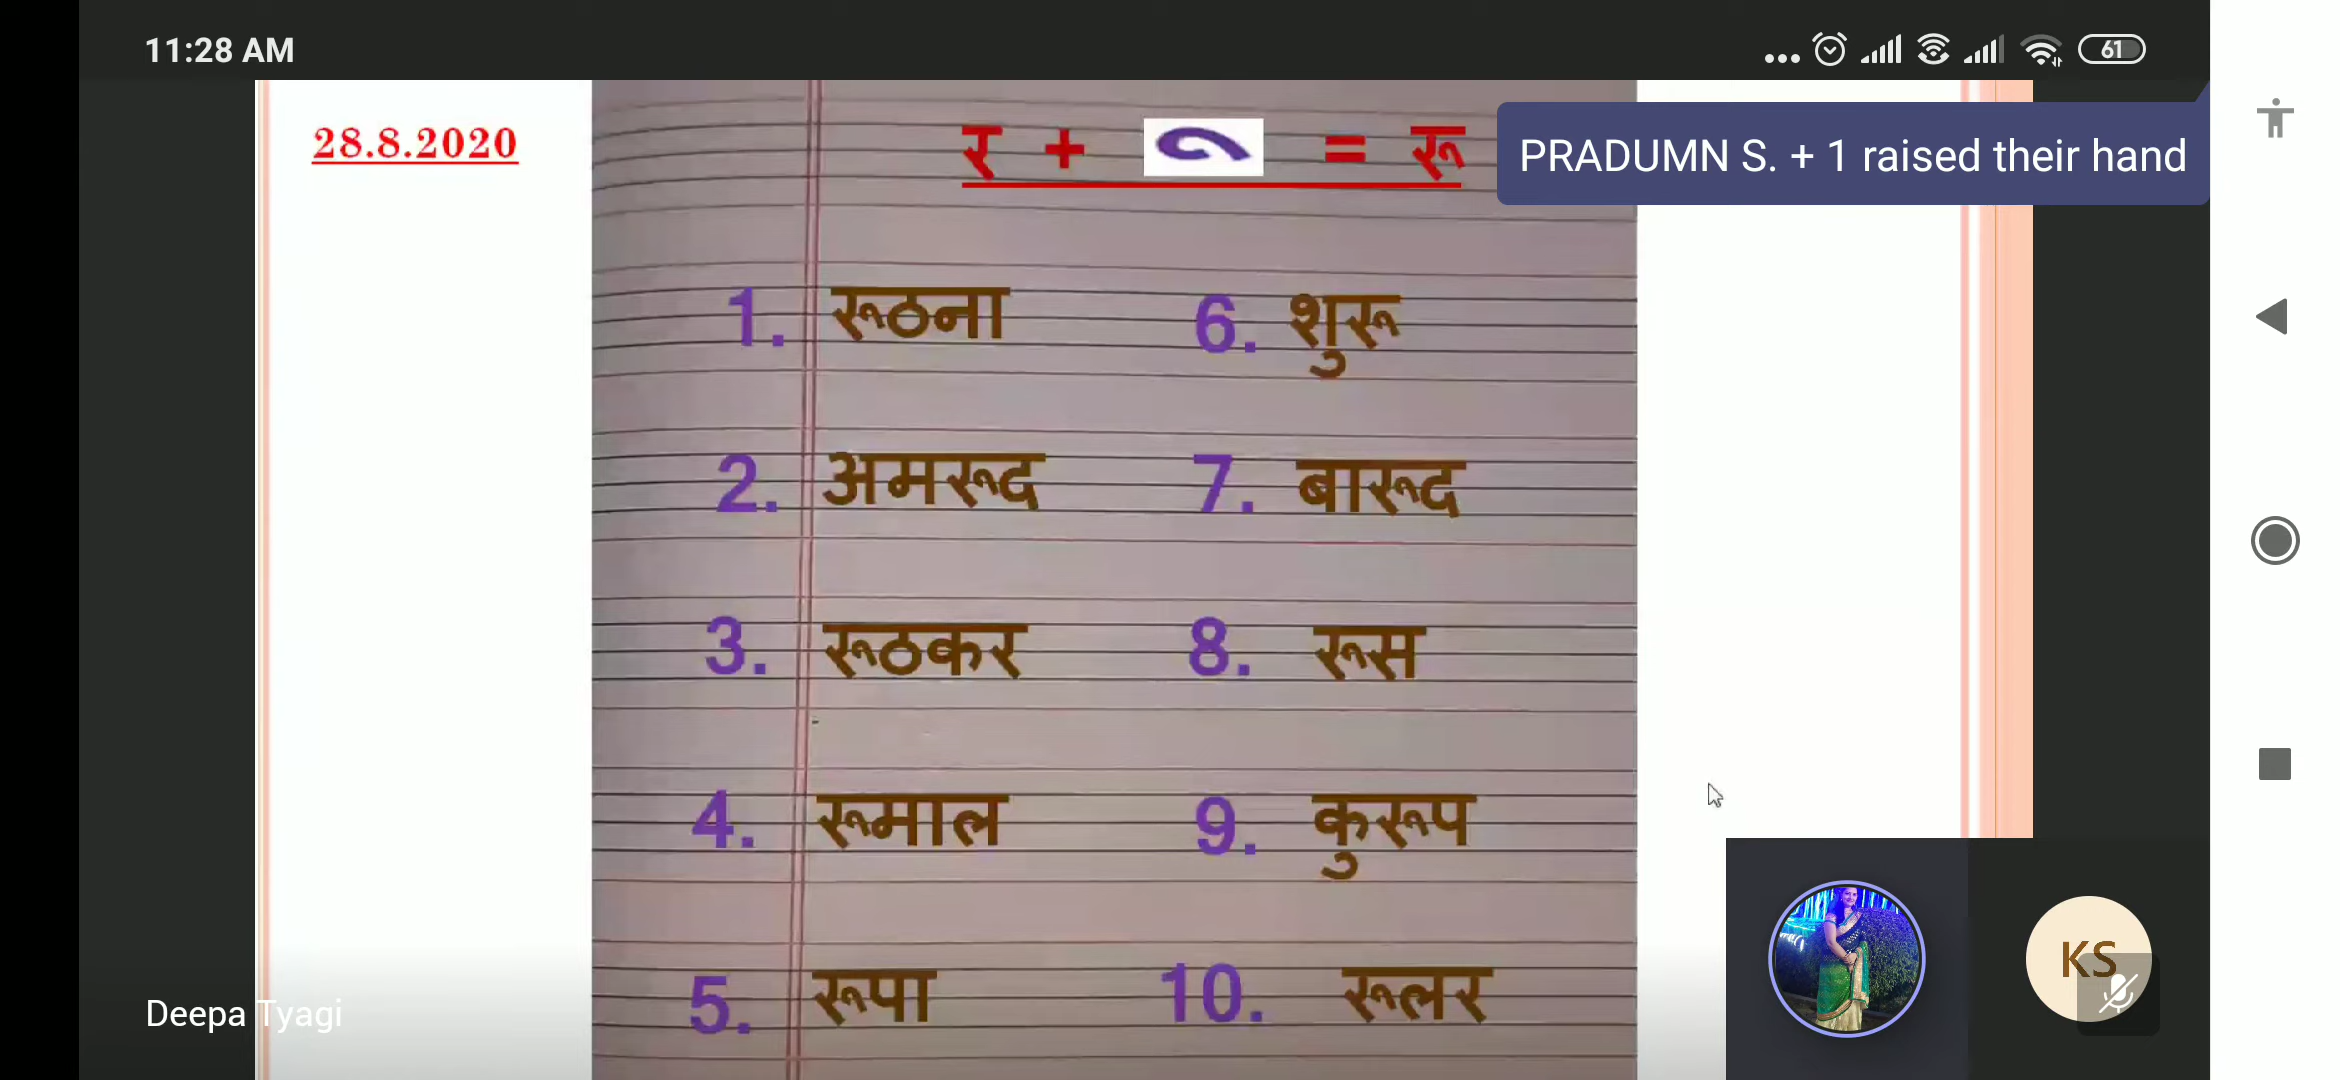 11:28 AM
61
28.8.2020
र + ू = रू
PRADUMN S. + 1 raised their hand
1. रूठना 6. शुरू
2. अमरूद 7. बारूद
3. रूठकर 8. रूस
4. रूमाल 9. कुरूप
5. रूपा 10. रूलर
Deepa Tyagi
KS